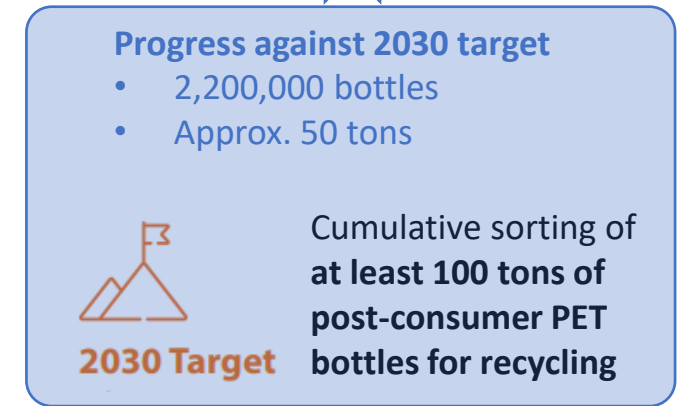 Progress against 2030 target
• 2,200,000 bottles
• Approx. 50 tons
Cumulative sorting of
at least 100 tons of
post-consumer PET
bottles for recycling
2030 Target